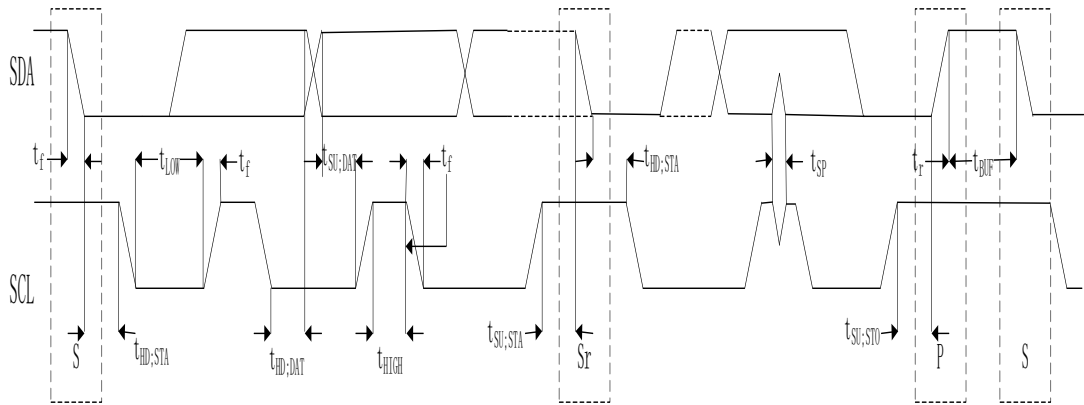 SDA
t_f
t_LOW
t_f
t_SU;DAT
t_f
t_HD;STA
t_SP
t_r
t_BUF
SCL
S
t_HD;STA
t_HD;DAT
t_HIGH
t_SU;STA
Sr
t_SU;STO
P
S